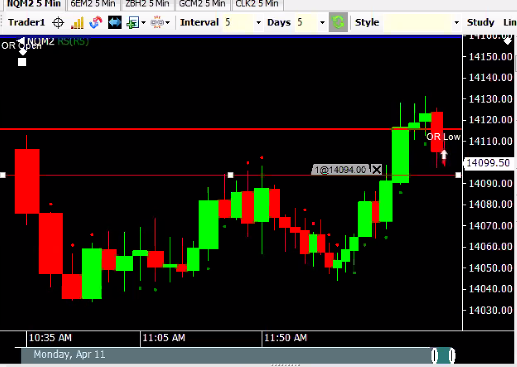 NQM2 5 Min 6EM2 5 Min ZBH2 5 Min GCM2 5 Min CLK2 5 Min
Trader1 Interval 5 Days 5 Style Study
OR Open NQM2 RS(RS)
14160.00
14150.00
14140.00
14130.00
14120.00
OR Low
14110.00
14099.50
1@14094.00
14090.00
14080.00
14070.00
14060.00
14050.00
14040.00
14030.00
10:35 AM 11:05 AM 11:50 AM
Monday, Apr 11